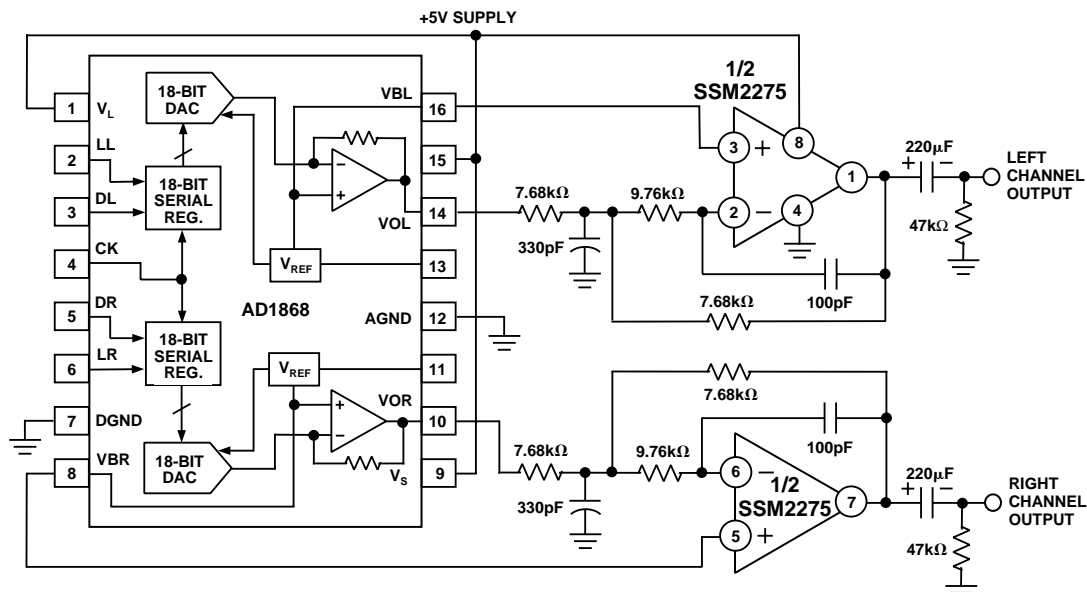 +5V SUPPLY
1
VL
2
LL
3
DL
4
CK
5
DR
6
LR
7
DGND
8
VBR
18-BIT
DAC
18-BIT
SERIAL
REG.
18-BIT
SERIAL
REG.
18-BIT
DAC
VREF
AD1868
VREF
VBL
16
15
VOL
14
13
AGND
12
11
VOR
10
VS
9
−
+
+
−
7.68kΩ
330pF
9.76kΩ
1/2
SSM2275
3
+
2
−
8
4
1
100pF
7.68kΩ
220µF
+
−
47kΩ
LEFT
CHANNEL
OUTPUT
7.68kΩ
330pF
9.76kΩ
7.68kΩ
100pF
6
−
1/2
SSM2275
5
+
7
220µF
+
−
47kΩ
RIGHT
CHANNEL
OUTPUT